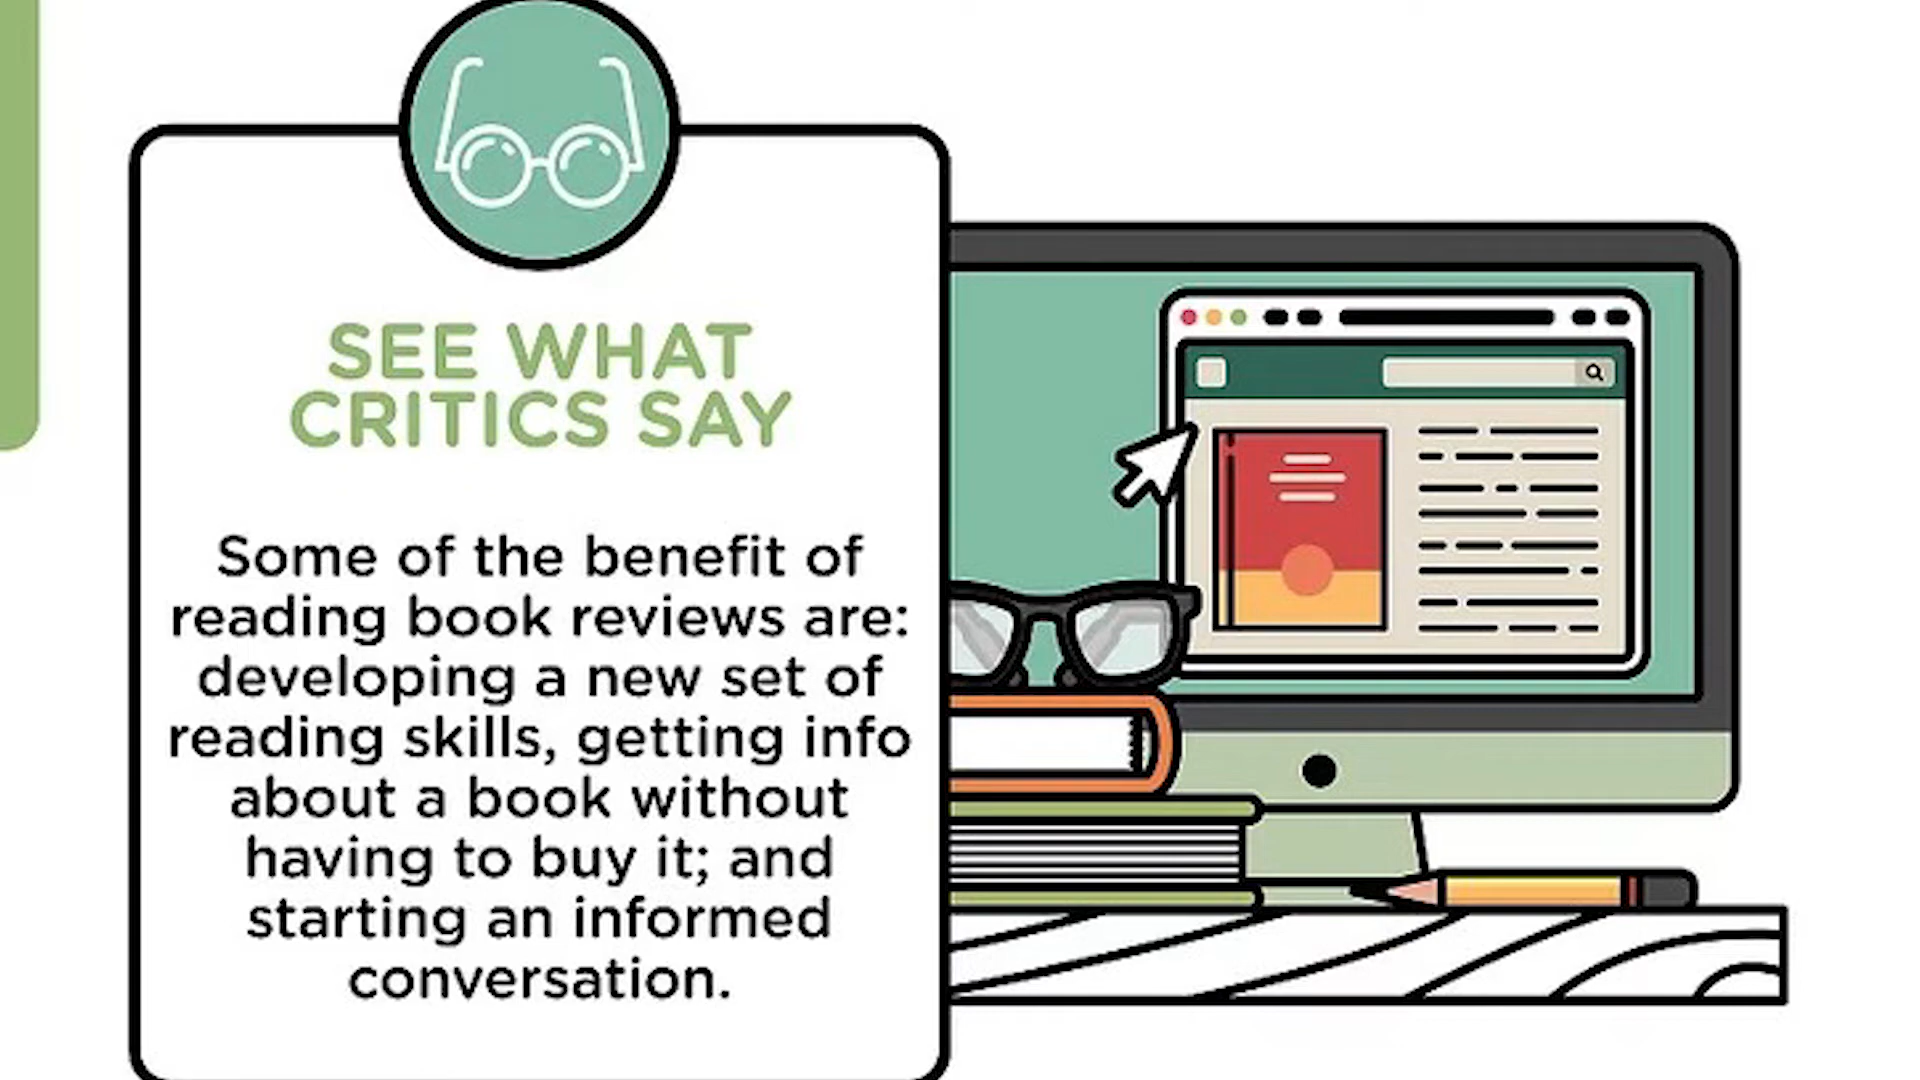 SEE WHAT
CRITICS SAY
Some of the benefit of
reading book reviews are:
developing a new set of
reading skills, getting info
about a book without
having to buy it; and
starting an informed
conversation.